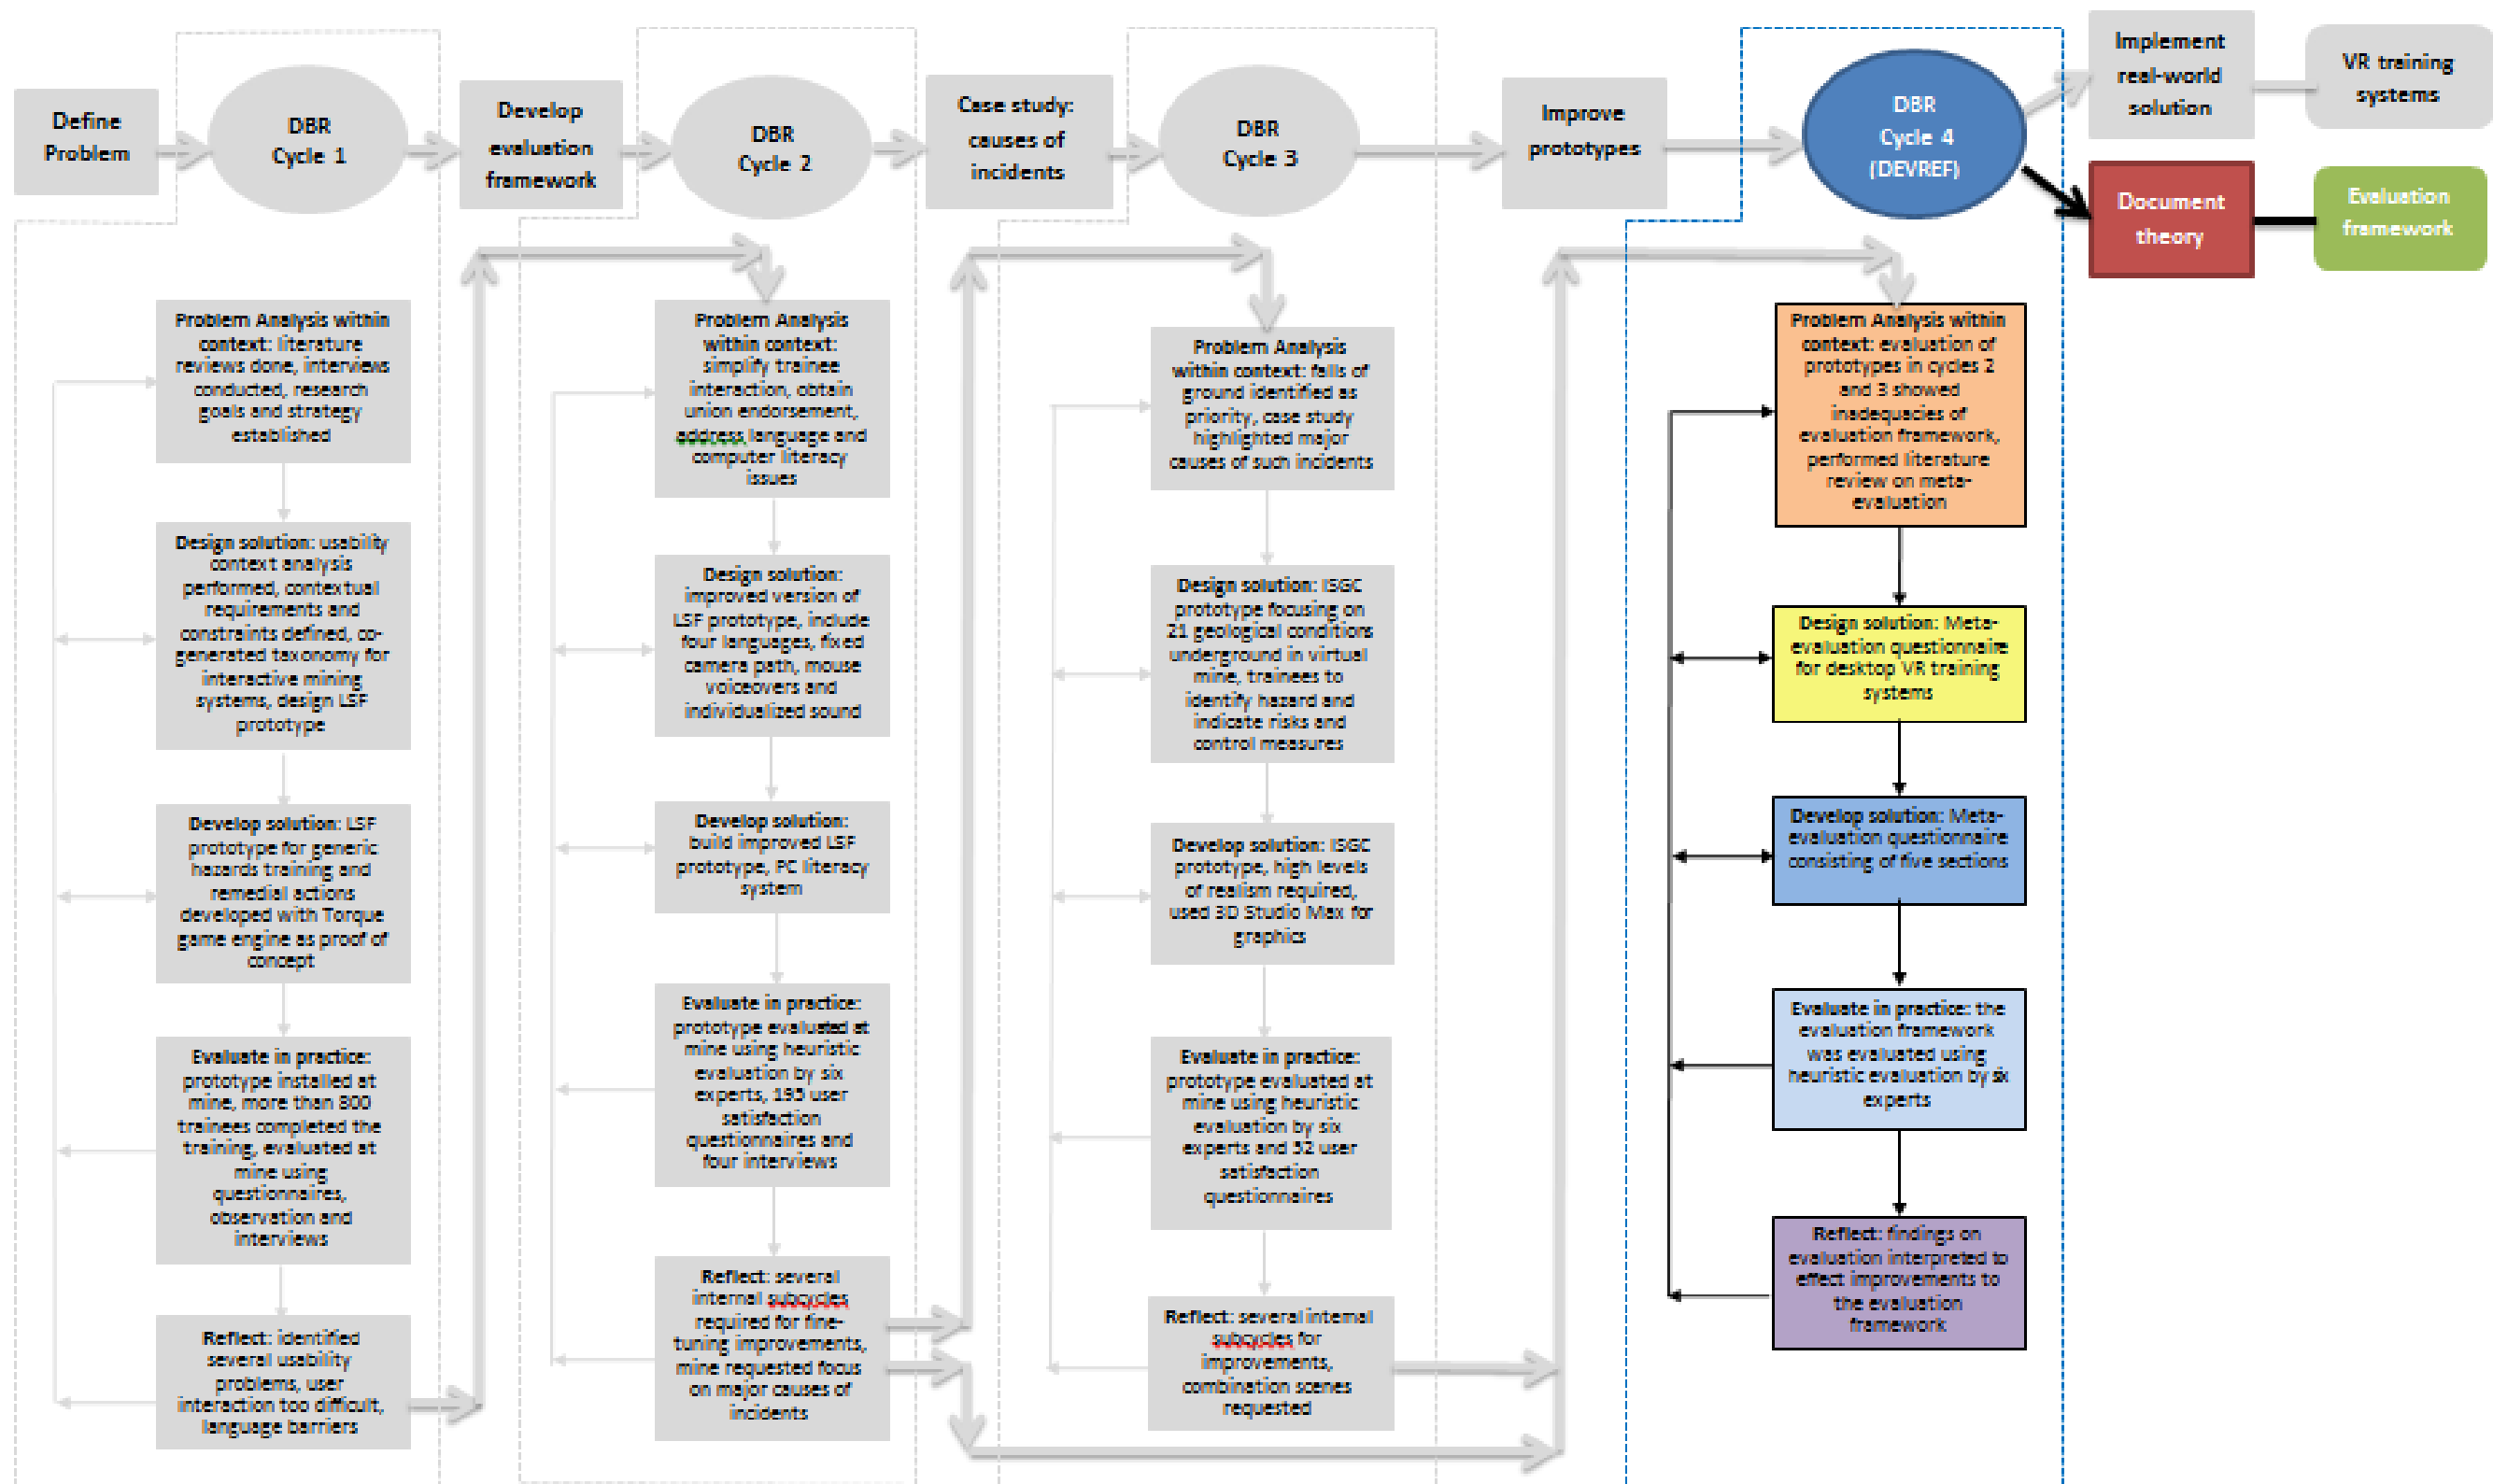 Define
Problem
DBR
Cycle 1
Develop
evaluation
framework
DBR
Cycle 2
Case study:
causes of
incidents
DBR
Cycle 3
Improve
prototypes
DBR
Cycle 4
(DEVREF)
Implement
real-world
solution
VR training
systems
Document
theory
Evaluation
framework
Problem Analysis within
context: literature
reviews done, interviews
conducted, research
goals and strategy
established
Design solution: usability
context analysis
performed, contextual
requirements and
constraints defined, co-
generated taxonomy for
interactive mining
systems, design LSF
prototype
Develop solution: LSF
prototype for generic
hazards training and
remedial actions
developed with Torque
game engine as proof of
concept
Evaluate in practice:
prototype installed at
mine, more than 800
trainees completed the
training, evaluated at
mine using
questionnaires,
observation and
interviews
Reflect: identified
several usability
problems, user
interaction too difficult,
language barriers
Problem Analysis
within context:
simplify trainee
interaction, obtain
union endorsement,
address language and
computer literacy
issues
Design solution:
improved version of
LSF prototype, include
four languages, fixed
camera path, mouse
voiceovers and
individualized sound
Develop solution:
build improved LSF
prototype, PC literacy
system
Evaluate in practice:
prototype evaluated at
mine using heuristic
evaluation by six
experts, 195 user
satisfaction
questionnaires and
four interviews
Reflect: several
internal subcycles
required for fine-
tuning improvements,
mine requested focus
on major causes of
incidents
Problem Analysis
within context: falls of
ground identified as
priority, case study
highlighted major
causes of such incidents
Design solution: ISGC
prototype focusing on
21 geological conditions
underground in virtual
mine, trainees to
identify hazard and
indicate risks and
control measures
Develop solution: ISGC
prototype, high levels
of realism required,
used 3D Studio Max for
graphics
Evaluate in practice:
prototype evaluated at
mine using heuristic
evaluation by six
experts and 52 user
satisfaction
questionnaires
Reflect: several internal
subcycles for
improvements,
combination scenes
requested
Problem Analysis within
context: evaluation of
prototypes in cycles 2
and 3 showed
inadequacies of
evaluation framework,
performed literature
review on meta-
evaluation
Design solution: Meta-
evaluation questionnaire
for desktop VR training
systems
Develop solution: Meta-
evaluation questionnaire
consisting of five sections
Evaluate in practice: the
evaluation framework
was evaluated using
heuristic evaluation by six
experts
Reflect: findings on
evaluation interpreted to
effect improvements to
the evaluation
framework